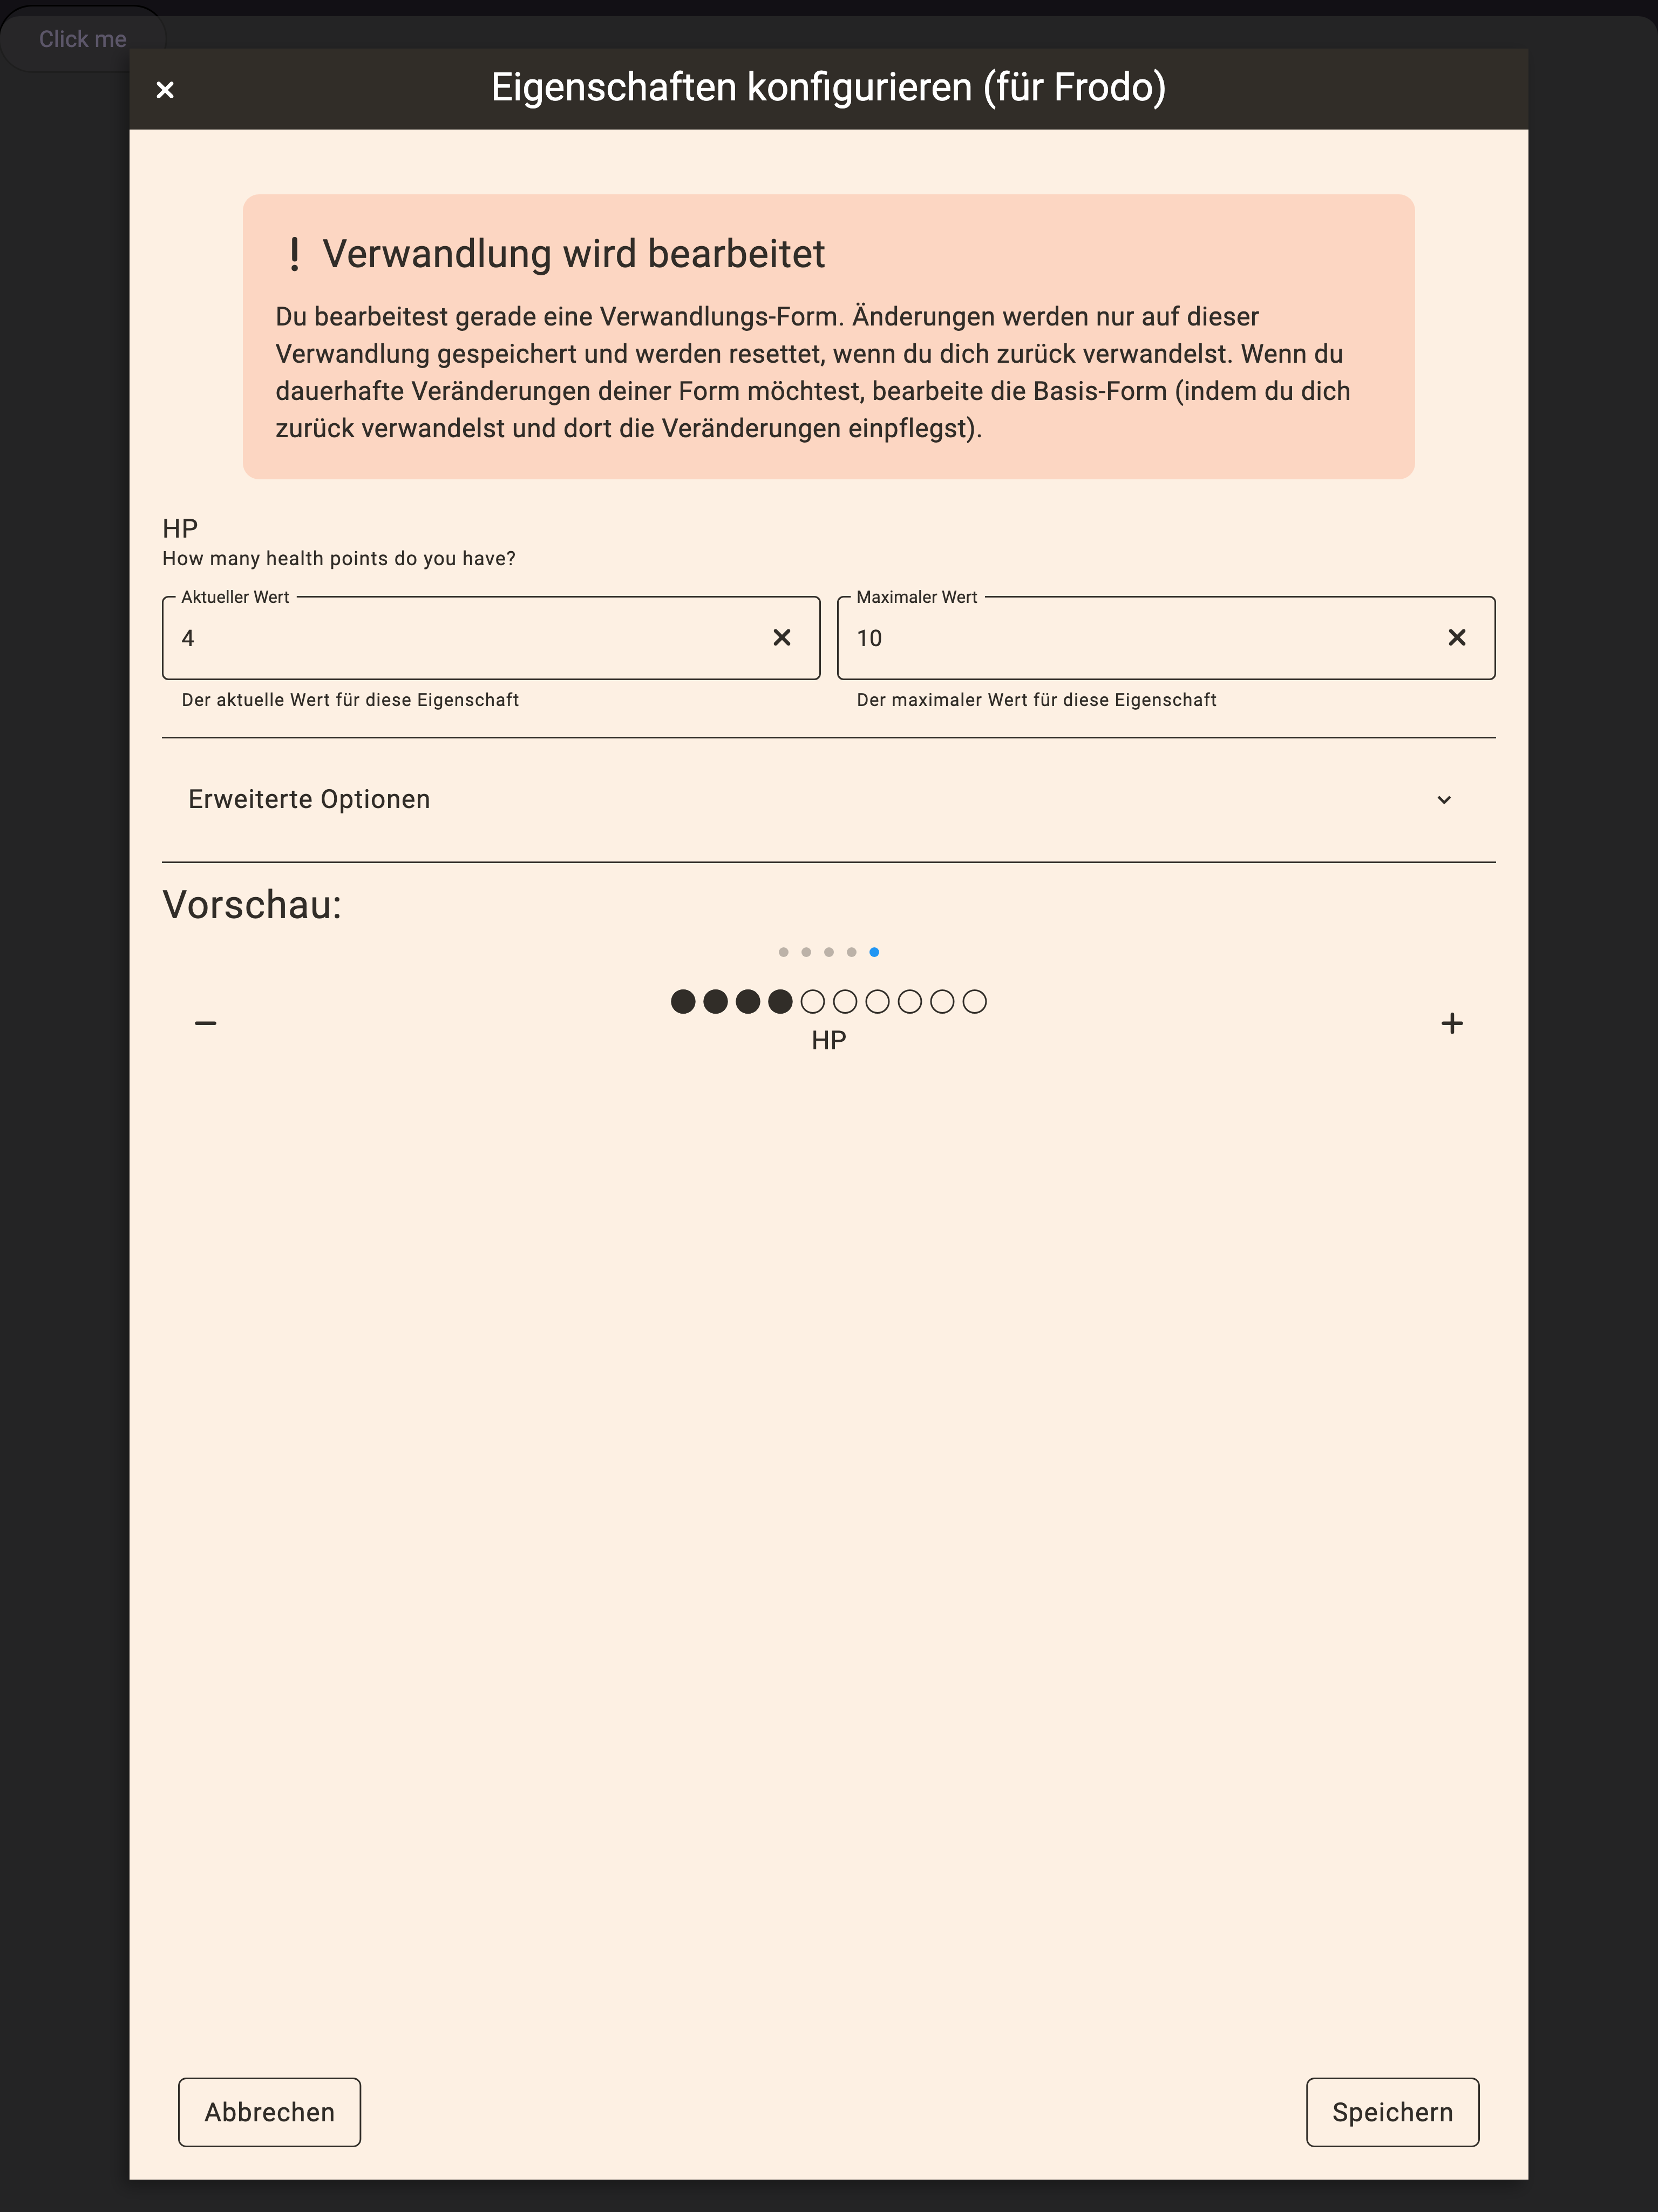 Click me
Eigenschaften konfigurieren (für Frodo)
! Verwandlung wird bearbeitet
Du bearbeitest gerade eine Verwandlungs-Form. Änderungen werden nur auf dieser
Verwandlung gespeichert und werden resettet, wenn du dich zurück verwandelst. Wenn du
dauerhafte Veränderungen deiner Form möchtest, bearbeite die Basis-Form (indem du dich
zurück verwandelst und dort die Veränderungen einpflegst).
HP
How many health points do you have?
Aktueller Wert
4
Der aktuelle Wert für diese Eigenschaft
Maximaler Wert
10
Der maximaler Wert für diese Eigenschaft
Erweiterte Optionen
Vorschau:
HP
Abbrechen
Speichern